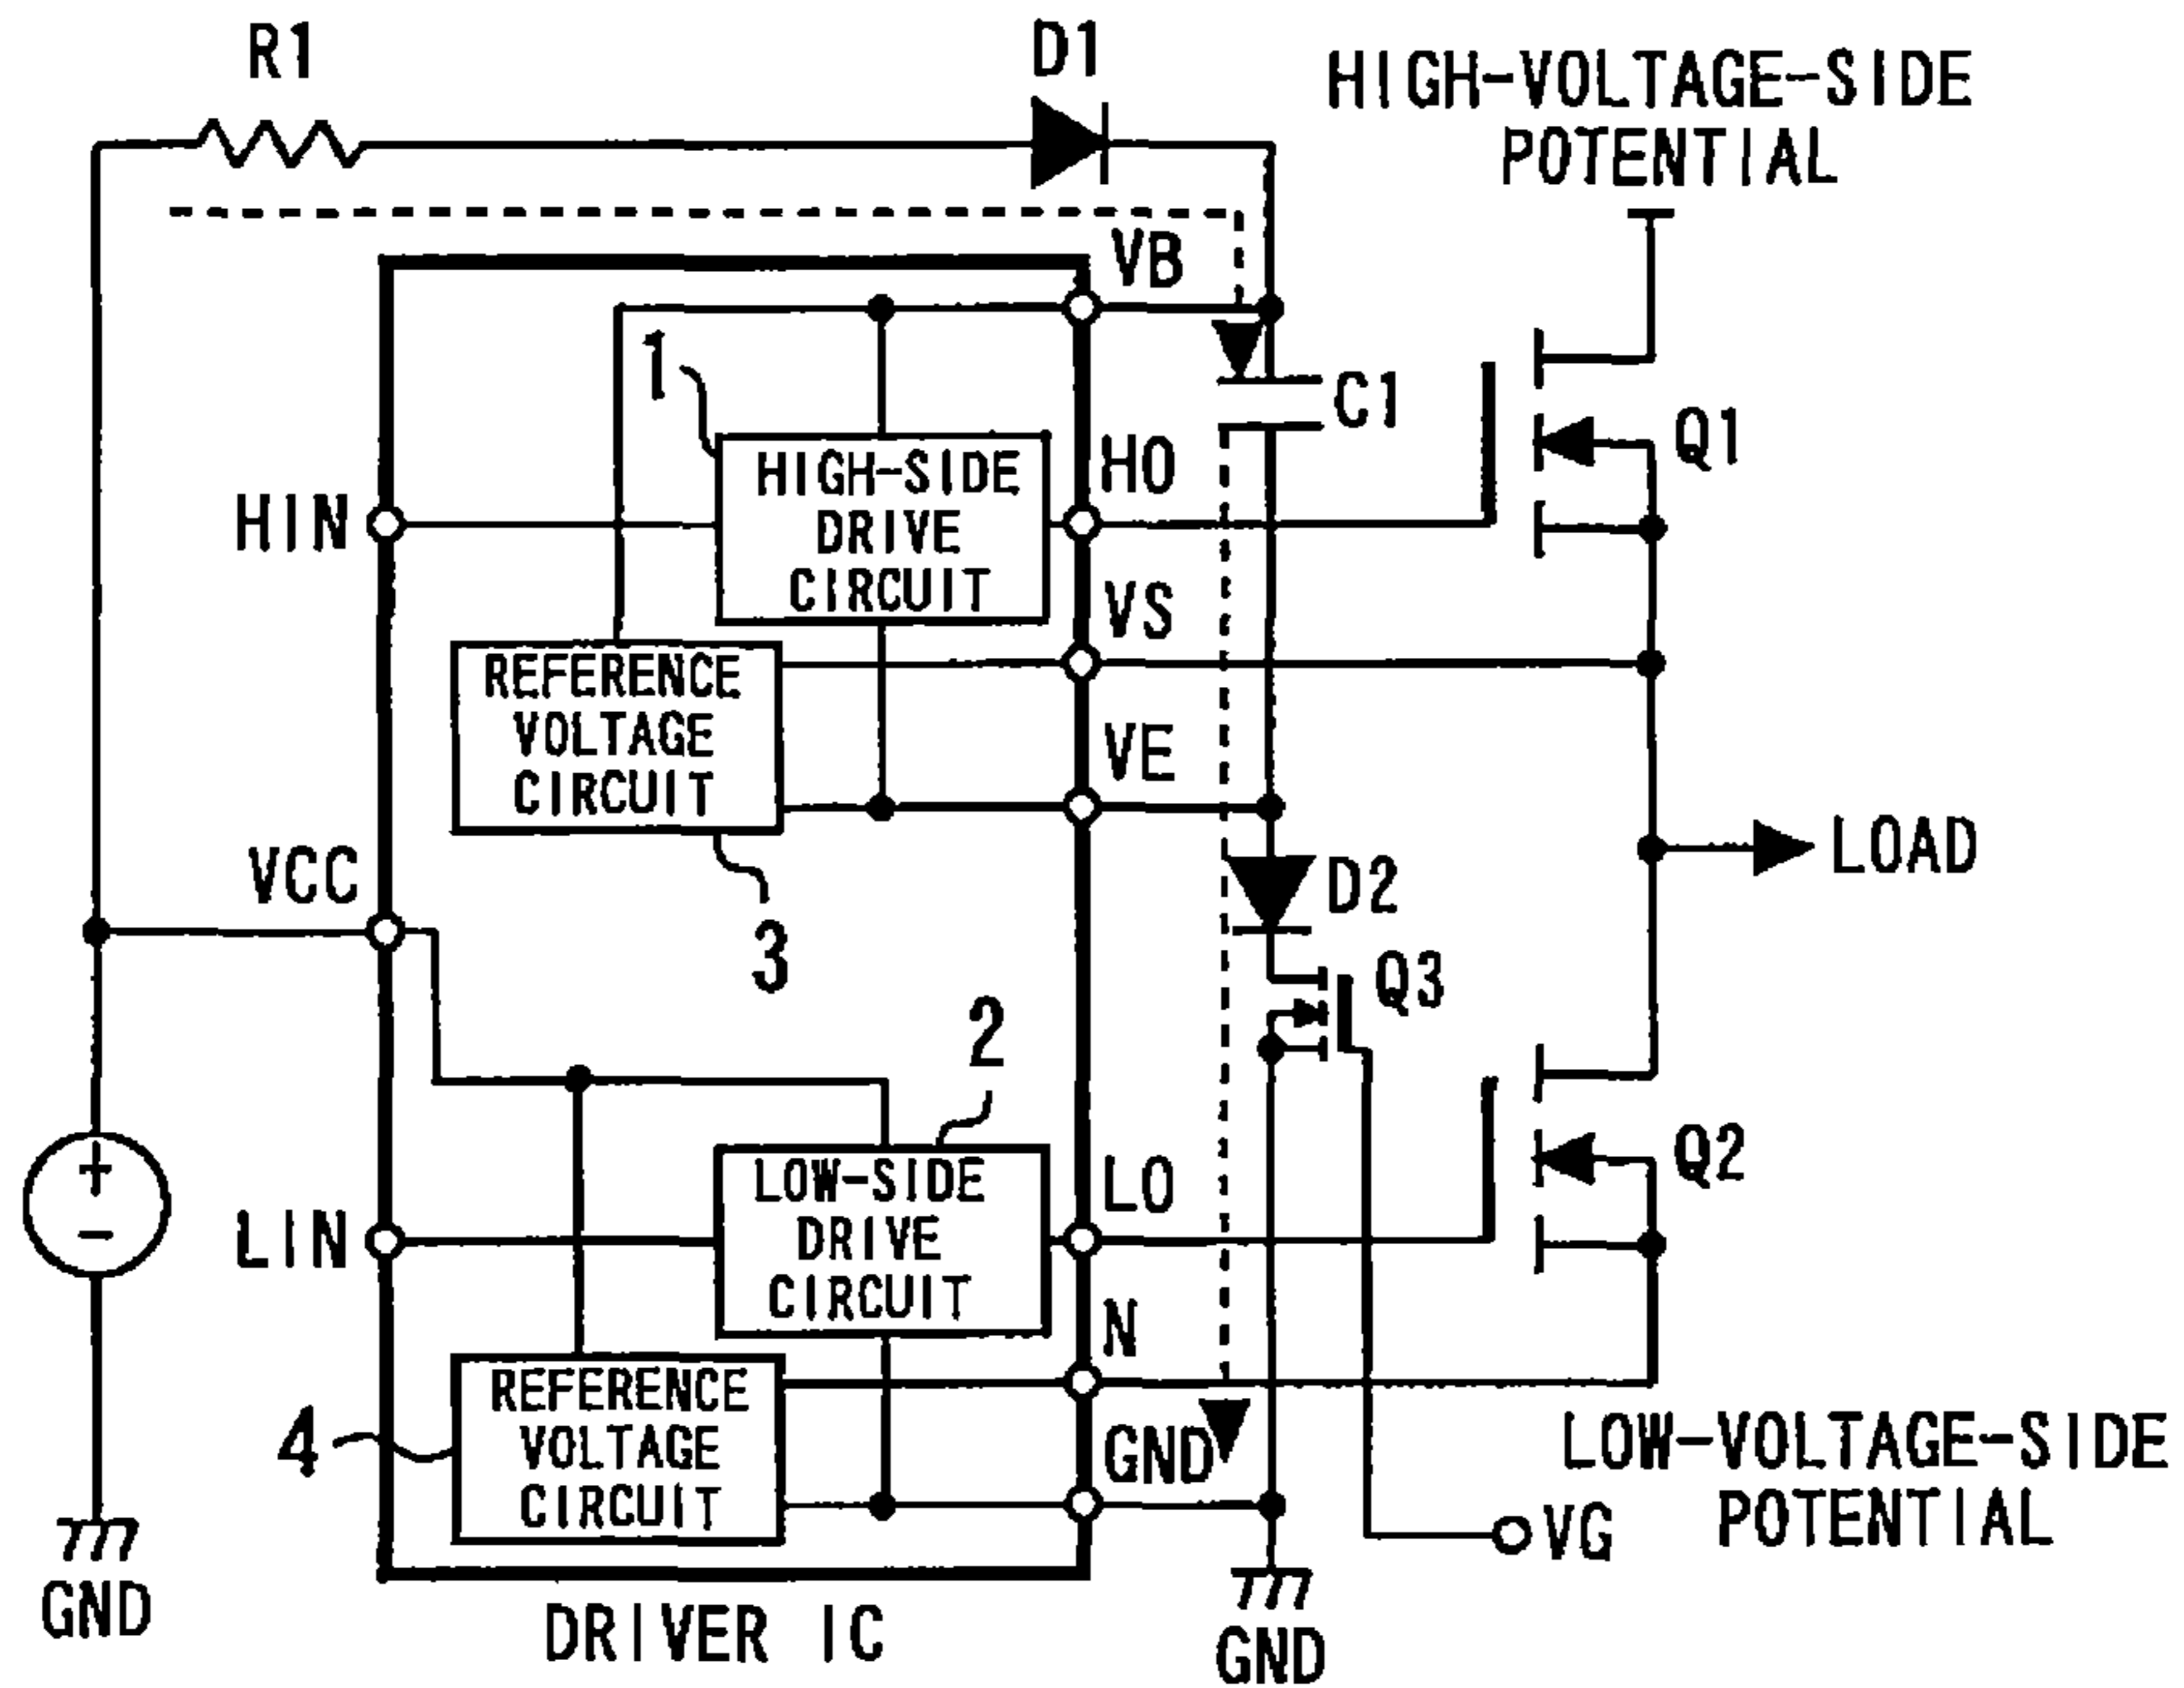 R1
D1
HIGH-VOLTAGE-SIDE
POTENTIAL
VB
1
C1
Q1
HIGH-SIDE
DRIVE
CIRCUIT
HO
HIN
VS
REFERENCE
VOLTAGE
CIRCUIT
VE
VCC
3
D2
LOAD
Q3
2
+
-
LOW-SIDE
DRIVE
CIRCUIT
LO
Q2
LIN
N
REFERENCE
VOLTAGE
CIRCUIT
4
GND
LOW-VOLTAGE-SIDE
POTENTIAL
VG
GND
DRIVER IC
GND